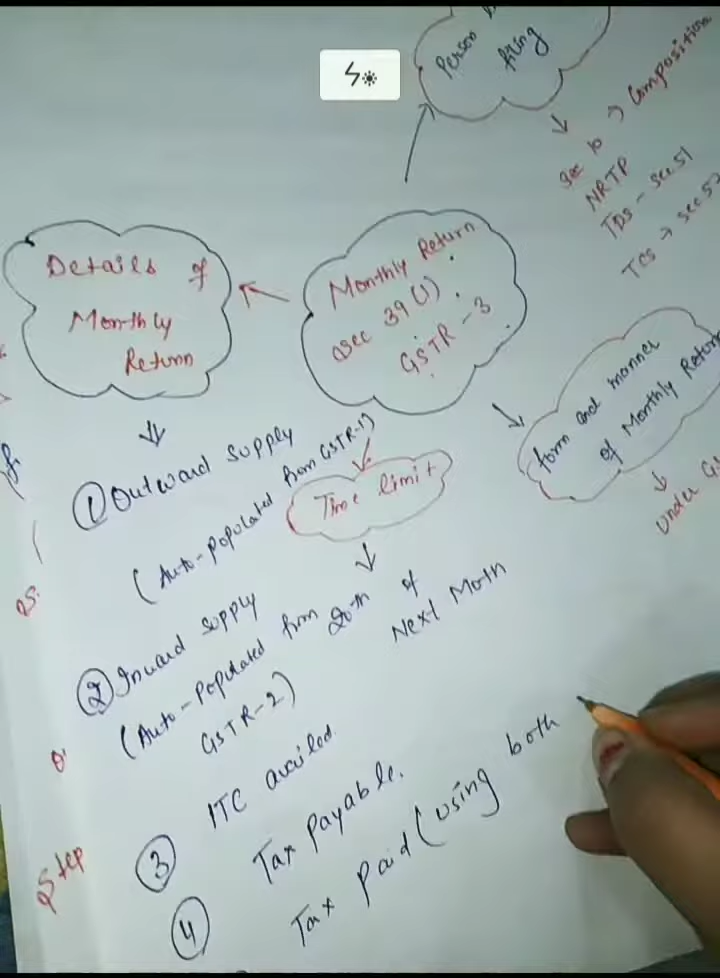 Person
filing
Sec 10 → Composition
NRTP
TDS - sec 51
TCS → sec 52
Monthly Return
sec 39(1)
GSTR - 3
Details of
Monthly
Return
① Outward supply
(Auto-populated from GSTR-1)
② Inward supply
(Auto-Populated from
GSTR-2)
③ ITC availed.
④ Tax payable.
Tax paid (using both
Time limit
20th of
Next Moth
form and manner
of Monthly Return
under
Step